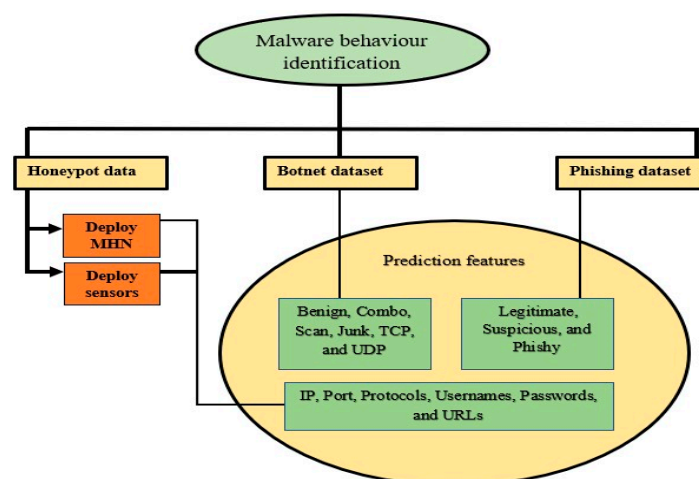 Malware behaviour
identification
Honeypot data
Botnet dataset
Phishing dataset
Deploy
MHN
Deploy
sensors
Prediction features
Benign, Combo,
Scan, Junk, TCP,
and UDP
Legitimate,
Suspicious, and
Phishy
IP, Port, Protocols, Usernames, Passwords,
and URLs